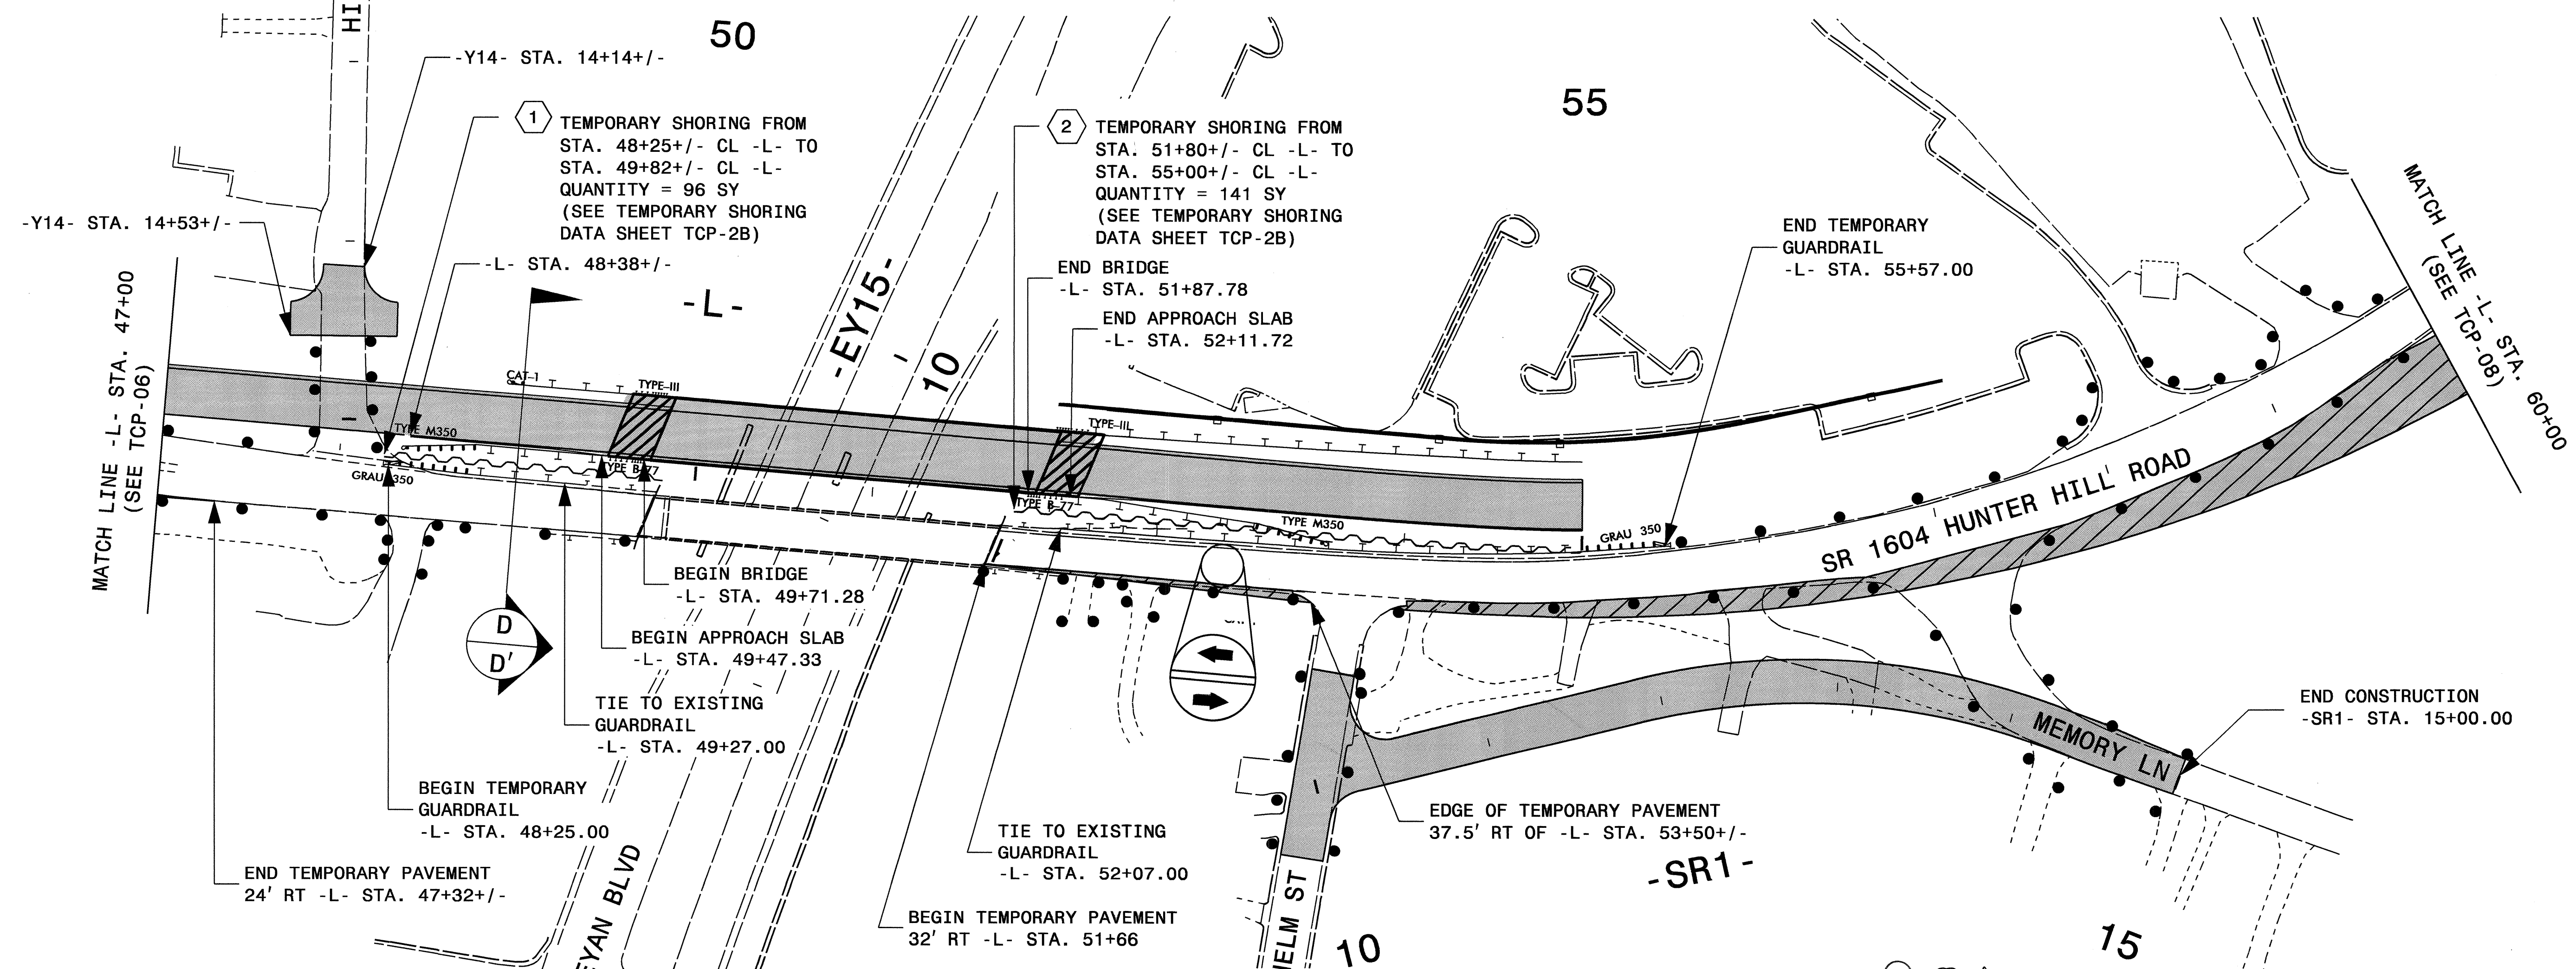 HI
50
55
-Y14- STA. 14+14+/-
1
TEMPORARY SHORING FROM
STA. 48+25+/- CL -L- TO
STA. 49+82+/- CL -L-
QUANTITY = 96 SY
(SEE TEMPORARY SHORING
DATA SHEET TCP-2B)
2
TEMPORARY SHORING FROM
STA. 51+80+/- CL -L- TO
STA. 55+00+/- CL -L-
QUANTITY = 141 SY
(SEE TEMPORARY SHORING
DATA SHEET TCP-2B)
-Y14- STA. 14+53+/-
-L- STA. 48+38+/-
-L-
-EY15-
10
END BRIDGE
-L- STA. 51+87.78
END APPROACH SLAB
-L- STA. 52+11.72
END TEMPORARY
GUARDRAIL
-L- STA. 55+57.00
MATCH LINE -L- STA. 60+00
(SEE TCP-08)
MATCH LINE -L- STA. 47+00
(SEE TCP-06)
CAT-1
TYPE-III
TYPE-III
TYPE M350
GRAU 350
TYPE B-77
TYPE B-77
TYPE M350
GRAU 350
SR 1604 HUNTER HILL ROAD
BEGIN BRIDGE
-L- STA. 49+71.28
D
D'
BEGIN APPROACH SLAB
-L- STA. 49+47.33
TIE TO EXISTING
GUARDRAIL
-L- STA. 49+27.00
BEGIN TEMPORARY
GUARDRAIL
-L- STA. 48+25.00
END TEMPORARY PAVEMENT
24' RT -L- STA. 47+32+/-
EYAN BLVD
TIE TO EXISTING
GUARDRAIL
-L- STA. 52+07.00
BEGIN TEMPORARY PAVEMENT
32' RT -L- STA. 51+66
EDGE OF TEMPORARY PAVEMENT
37.5' RT OF -L- STA. 53+50+/-
MEMORY LN
END CONSTRUCTION
-SR1- STA. 15+00.00
-SR1-
ELM ST
10
15